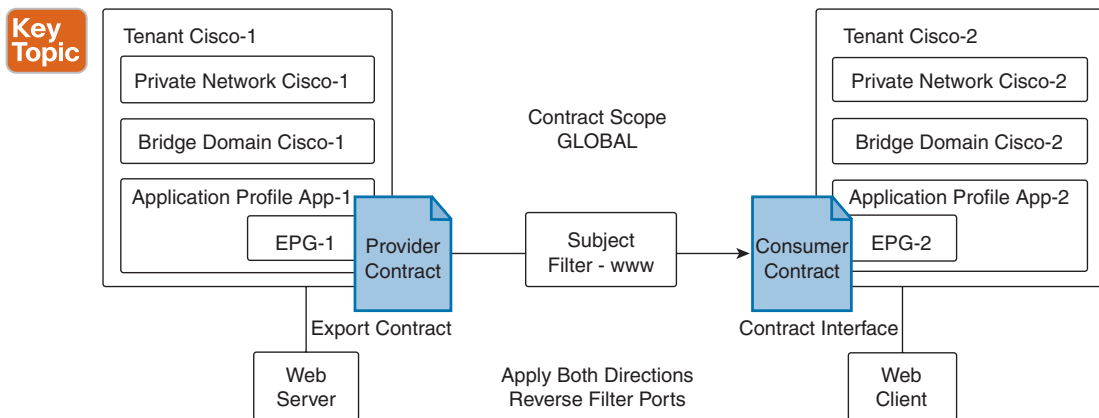 Key
Topic
Tenant Cisco-1
Private Network Cisco-1
Bridge Domain Cisco-1
Application Profile App-1
EPG-1
Provider
Contract
Export Contract
Web
Server
Contract Scope
GLOBAL
Subject
Filter - www
Apply Both Directions
Reverse Filter Ports
Tenant Cisco-2
Private Network Cisco-2
Bridge Domain Cisco-2
Application Profile App-2
Consumer
Contract
EPG-2
Contract Interface
Web
Client